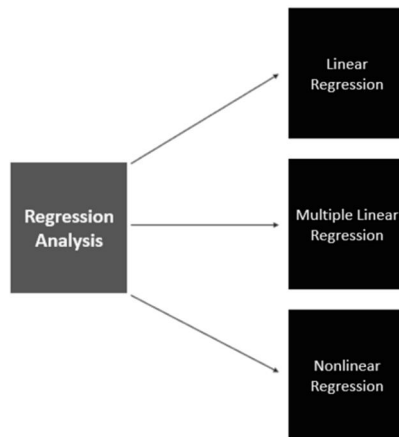 Linear
Regression
Regression
Analysis
Multiple Linear
Regression
Nonlinear
Regression